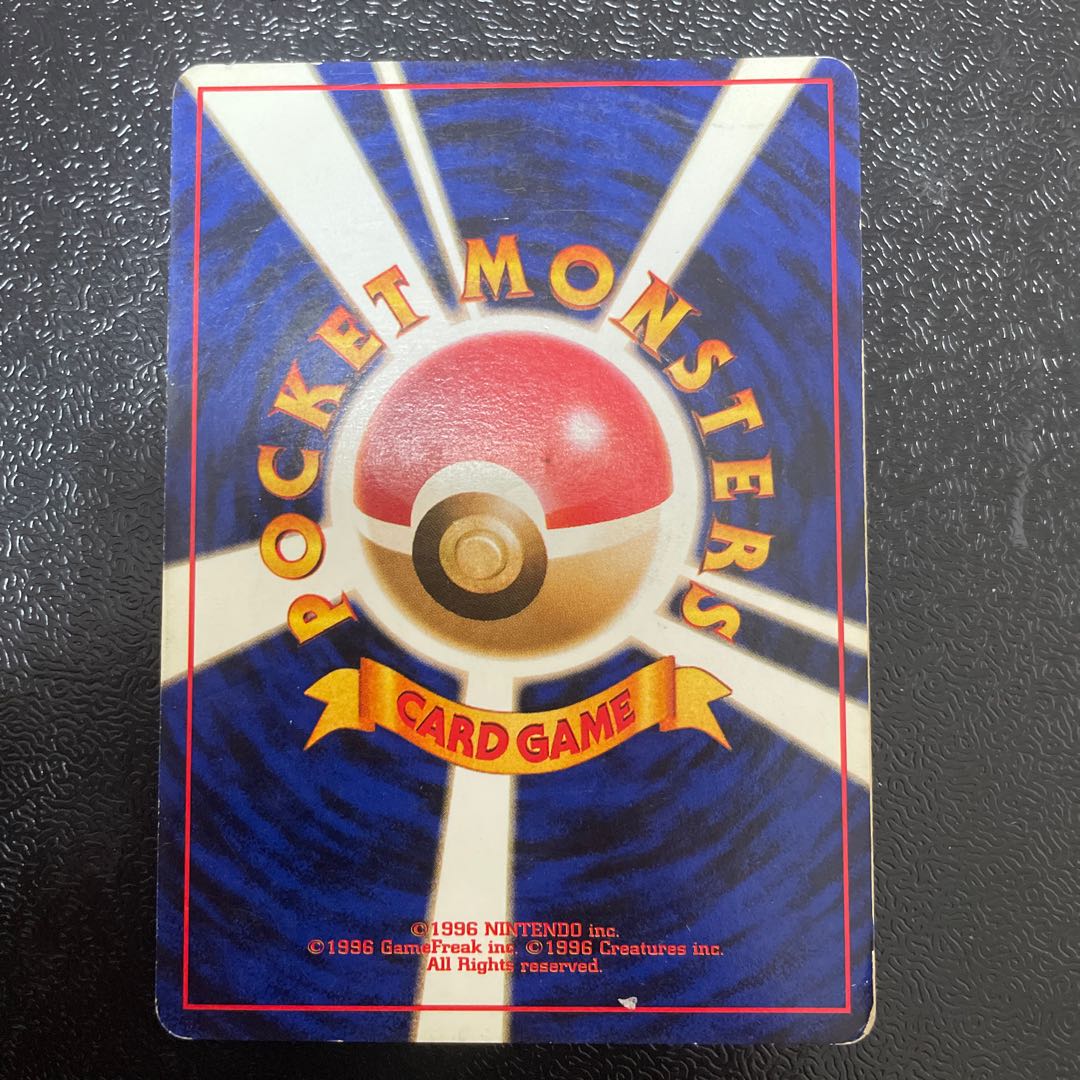 POCKET MONSTERS
CARD GAME
©1996 NINTENDO inc.
©1996 GameFreak inc. ©1996 Creatures inc.
All Rights reserved.